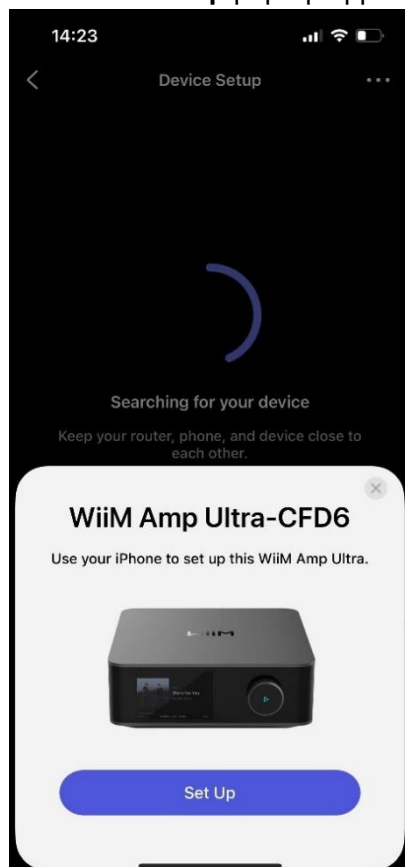 14:23
Device Setup
Searching for your device
Keep your router, phone, and device close to
each other.
WiiM Amp Ultra-CFD6
Use your iPhone to set up this WiiM Amp Ultra.
WiiM
Set Up